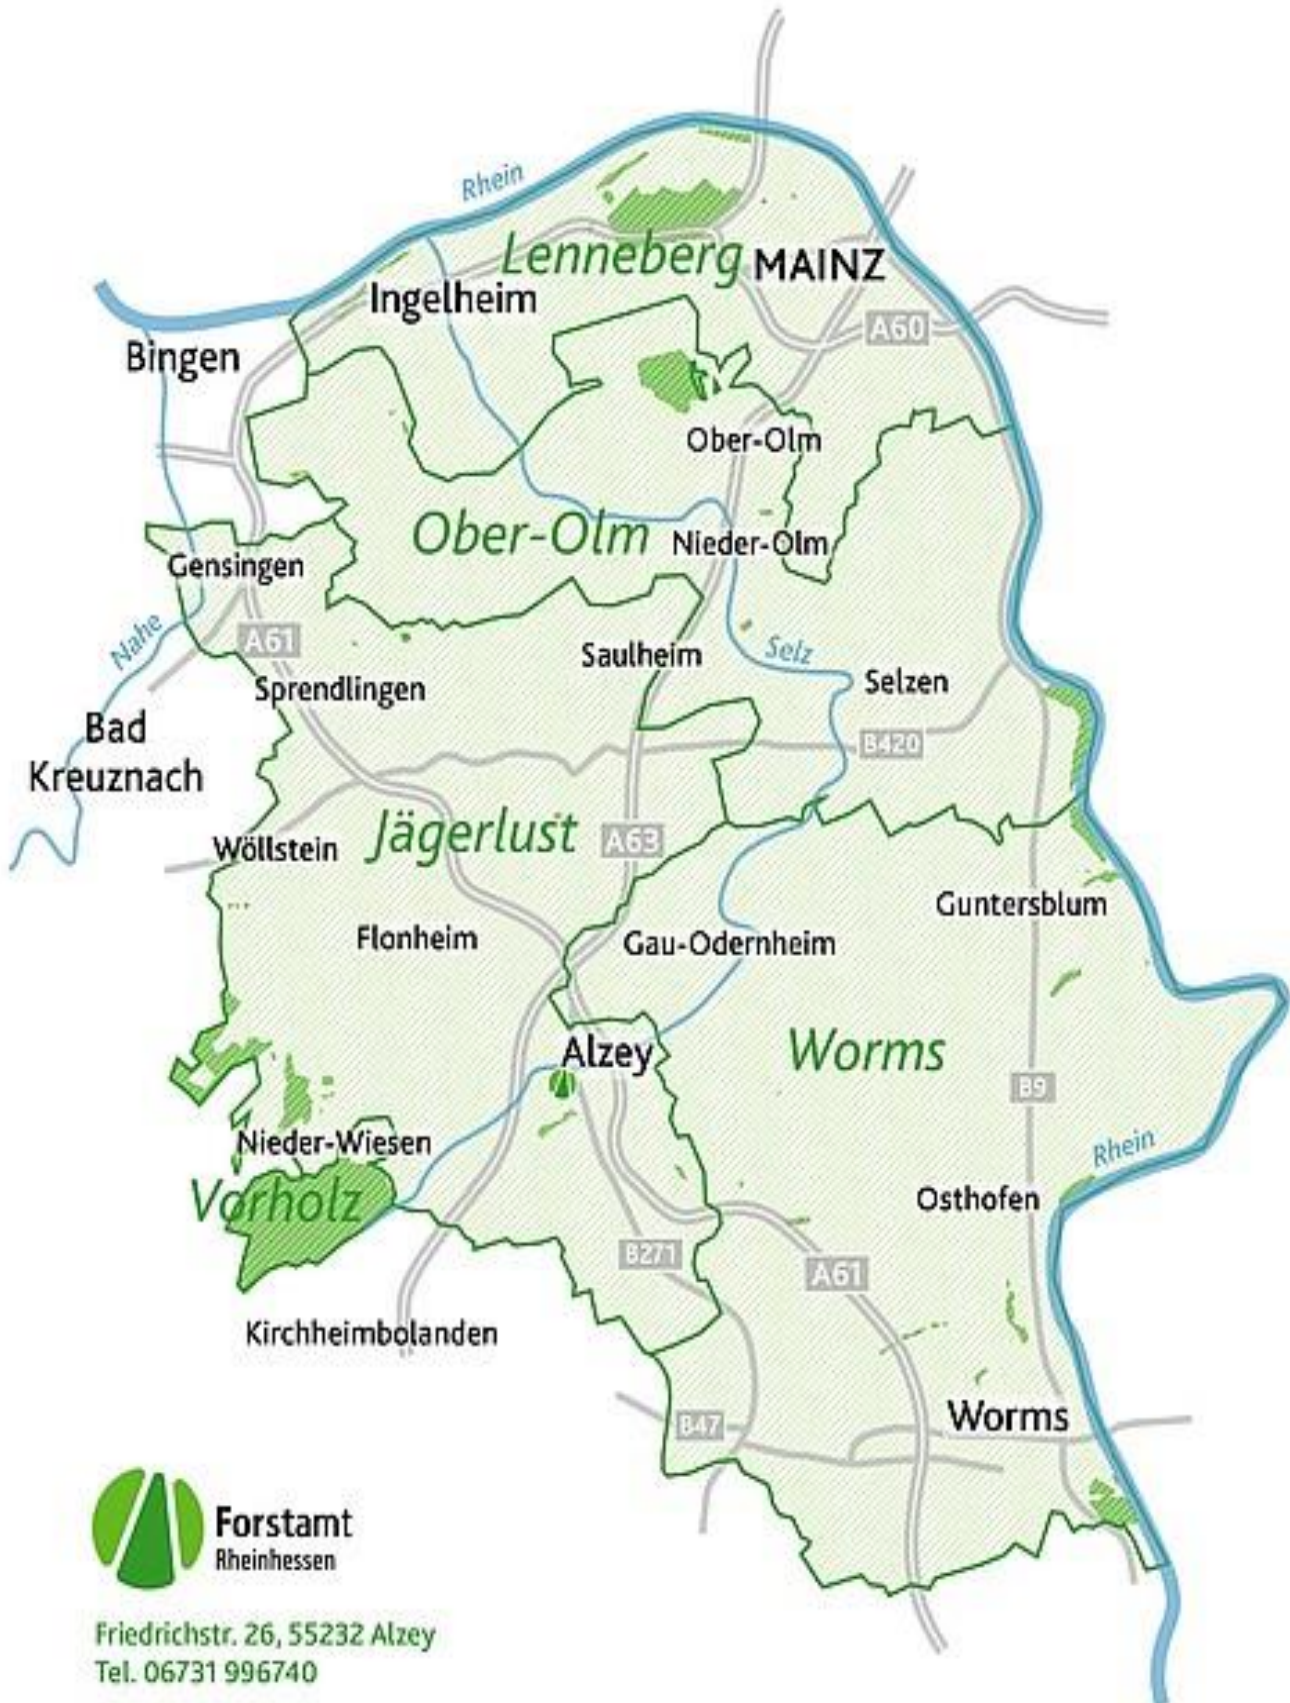 Rhein
Lenneberg
MAINZ
Ingelheim
A60
Bingen
Ober-Olm
Ober-Olm
Nieder-Olm
Gensingen
Nahe
A61
Saulheim
Selz
Selzen
Sprendlingen
Bad
Kreuznach
B420
Jägerlust
A63
Wöllstein
Guntersblum
Flonheim
Gau-Odernheim
Alzey
Worms
B9
Nieder-Wiesen
Rhein
Vorholz
Osthofen
B271
A61
Kirchheimbolanden
B47
Worms
Forstamt
Rheinhessen
Friedrichstr. 26, 55232 Alzey
Tel. 06731 996740